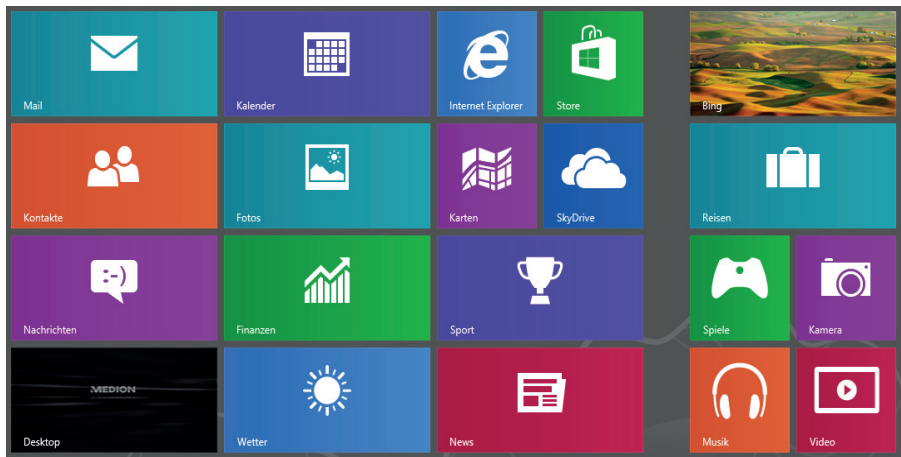 Mail
Kalender
Internet Explorer
Store
Bing
Kontakte
Fotos
Karten
SkyDrive
Reisen
:-)
Nachrichten
Finanzen
Sport
Spiele
Kamera
MEDION
Desktop
Wetter
News
Musik
Video